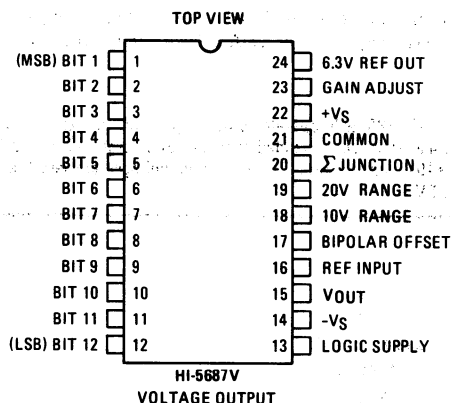 TOP VIEW
(MSB) BIT 1 1 24 6.3V REF OUT
BIT 2 2 23 GAIN ADJUST
BIT 3 3 22 +VS
BIT 4 4 21 COMMON
BIT 5 5 20 Σ JUNCTION
BIT 6 6 19 20V RANGE
BIT 7 7 18 10V RANGE
BIT 8 8 17 BIPOLAR OFFSET
BIT 9 9 16 REF INPUT
BIT 10 10 15 VOUT
BIT 11 11 14 -VS
(LSB) BIT 12 12 13 LOGIC SUPPLY
HI-5687V
VOLTAGE OUTPUT